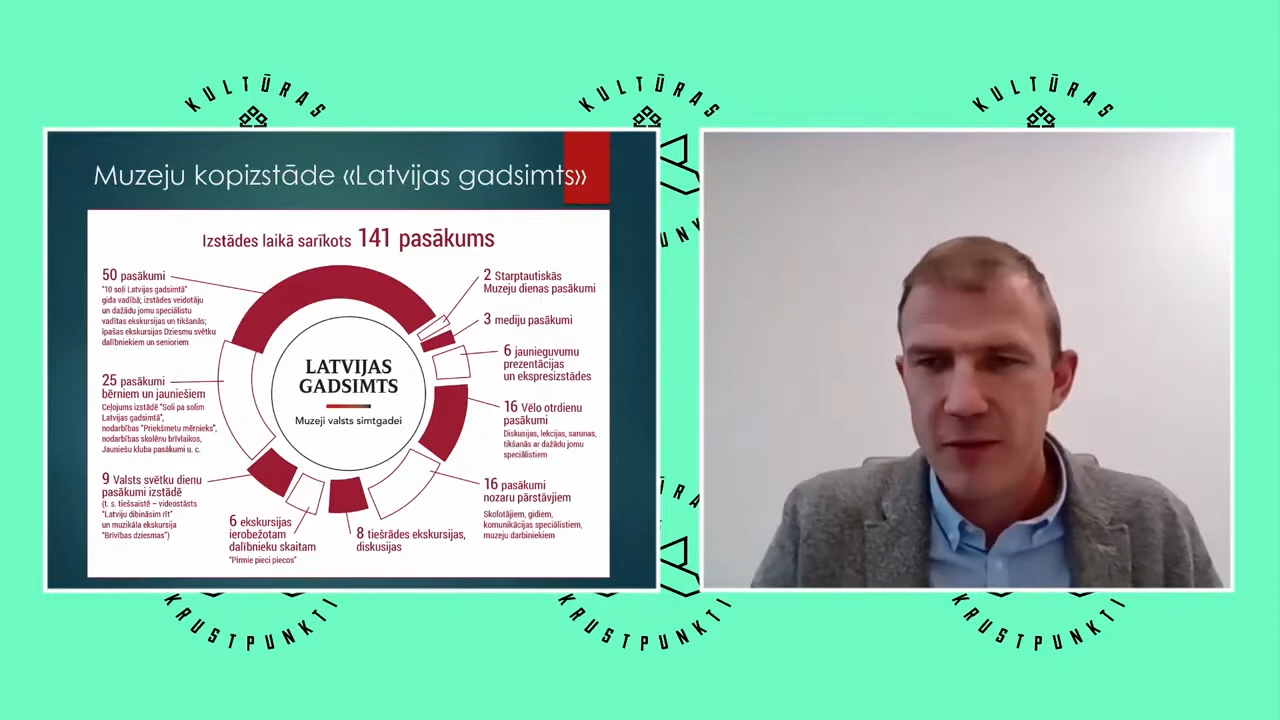 KULTŪRAS
KULTŪRAS
KULTŪRAS
Muzeju kopizstāde «Latvijas gadsimts»
Izstādes laikā sarīkots 141 pasākums
50 pasākumi
"10 soļi Latvijas gadsimtā"
gida vadībā; izstādes veidotāju
un dažādu jomu speciālistu
vadītas ekskursijas un tikšanās;
īpašas ekskursijas Dziesmu svētku
dalībniekiem un senioriem
25 pasākumi
bērniem un jauniešiem
Ceļojums izstādē "Soli pa solim
Latvijas gadsimtā",
nodarbības "Priekšmetu mērnieks",
nodarbības skolēnu brīvlaikos,
Jauniešu kluba pasākumi u. c.
9 Valsts svētku dienu
pasākumi izstādē
(t. s. tiešsaistē – videostāsts
"Latviju dibināsim rīt"
un muzikāla ekskursija
"Brīvības dziesmas")
6 ekskursijas
ierobežotam
dalībnieku skaitam
"Pirmie pieci piecos"
8 tiešrādes ekskursijas,
diskusijas
LATVIJAS
GADSIMTS
Muzeji valsts simtgadei
2 Starptautiskās
Muzeju dienas pasākumi
3 mediju pasākumi
6 jaunieguvumu
prezentācijas
un ekspresizstādes
16 Vēlo otrdienu
pasākumi
Diskusijas, lekcijas, sarunas,
tikšanās ar dažādu jomu
speciālistiem
16 pasākumi
nozaru pārstāvjiem
Skolotājiem, gidiem,
komunikācijas speciālistiem,
muzeju darbiniekiem
KRUSTPUNKTI
KRUSTPUNKTI
KRUSTPUNKTI